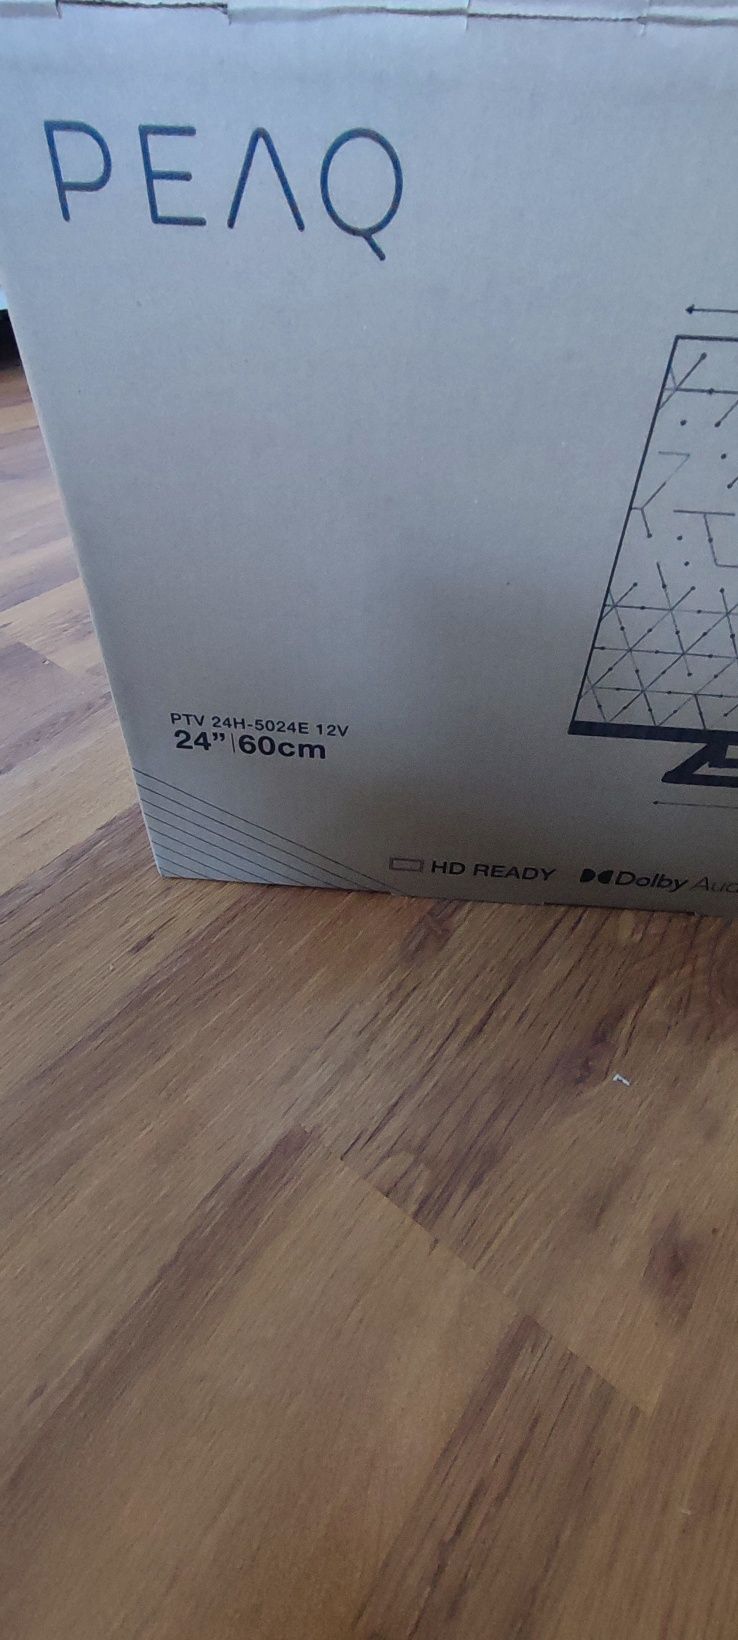 PEAQ
PTV 24H-5024E 12V
24” | 60cm
HD READY Dolby